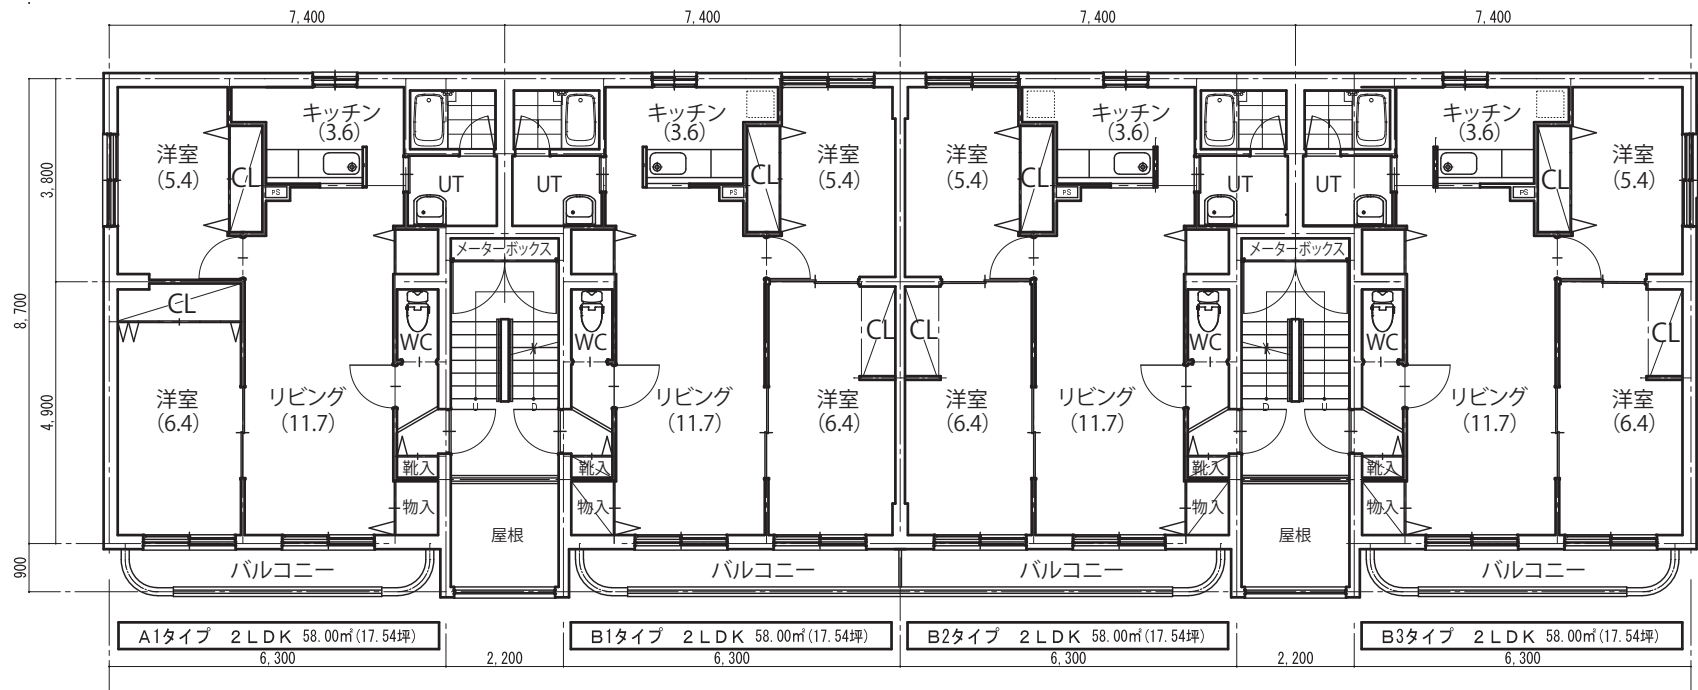 7,400 7,400 7,400 7,400
キッチン (3.6) キッチン (3.6) キッチン (3.6) キッチン (3.6)
洋室 (5.4) 洋室 (5.4) 洋室 (5.4) 洋室 (5.4)
CL CL CL CL
UT UT UT UT
PS PS PS PS
3,800
メーターボックス メーターボックス
8,700
CL CL CL CL
WC WC WC WC
4,900
洋室 (6.4) リビング (11.7) リビング (11.7) 洋室 (6.4) 洋室 (6.4) リビング (11.7) リビング (11.7) 洋室 (6.4)
U D D U
靴入 靴入 靴入 靴入
物入 物入 物入 物入
屋根 屋根
900
バルコニー バルコニー バルコニー バルコニー
A1タイプ 2LDK 58.00㎡(17.54坪)
B1タイプ 2LDK 58.00㎡(17.54坪)
B2タイプ 2LDK 58.00㎡(17.54坪)
B3タイプ 2LDK 58.00㎡(17.54坪)
6,300 2,200 6,300 6,300 2,200 6,300